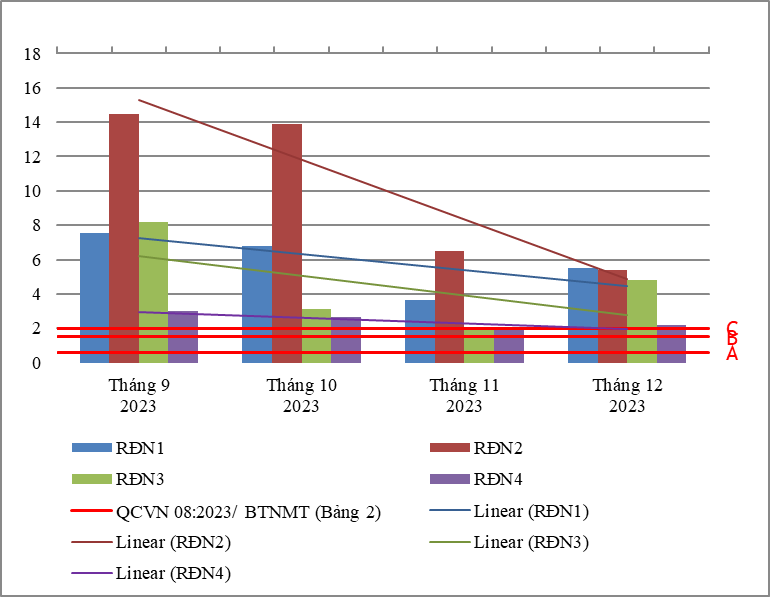 18
16
14
12
10
8
6
4
2
0
C
B
A
Tháng 9
2023
Tháng 10
2023
Tháng 11
2023
Tháng 12
2023
RĐN1
RĐN2
RĐN3
RĐN4
QCVN 08:2023/ BTNMT (Bảng 2)
Linear (RĐN1)
Linear (RĐN2)
Linear (RĐN3)
Linear (RĐN4)